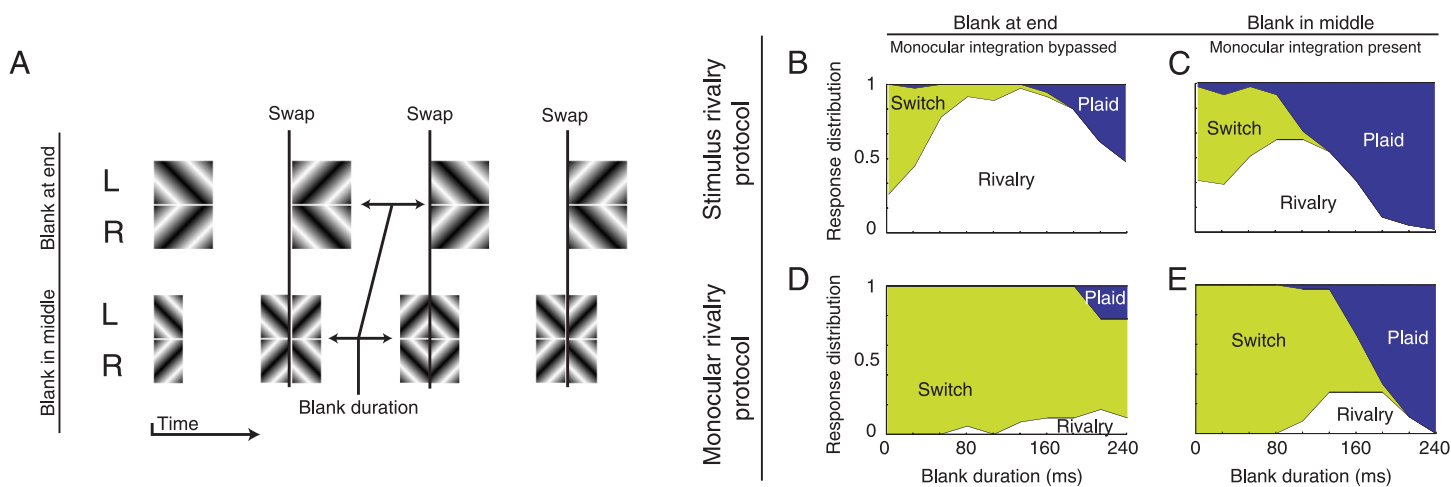 A
Blank at end
Blank in middle
L
R
L
R
Swap
Swap
Swap
Blank duration
Time
Blank at end
Blank in middle
Monocular integration bypassed
Monocular integration present
Stimulus rivalry
protocol
Monocular rivalry
protocol
B
Response distribution
1
0.5
0
Switch
Plaid
Rivalry
C
Switch
Plaid
Rivalry
D
Response distribution
1
0.5
0
Switch
Plaid
Rivalry
0
80
160
240
Blank duration (ms)
E
Switch
Plaid
Rivalry
0
80
160
240
Blank duration (ms)